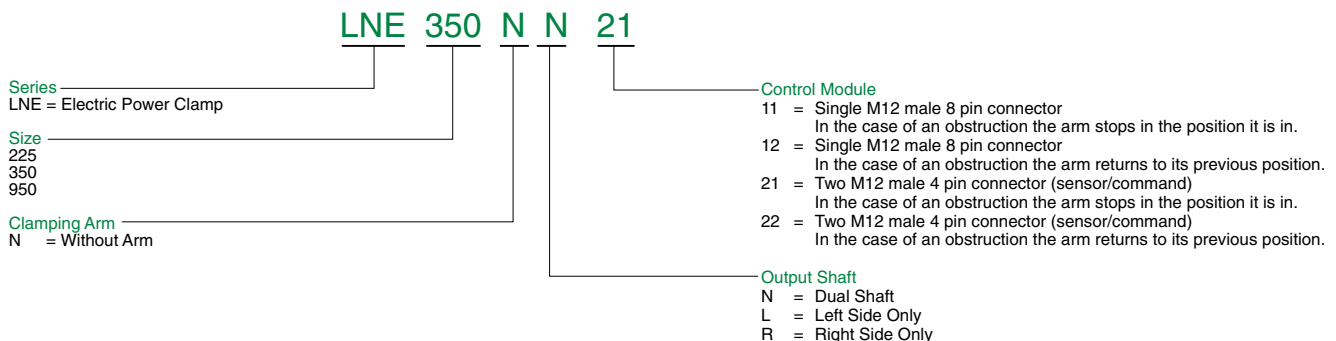 LNE 350 N N 21
Series
LNE = Electric Power Clamp
Size
225
350
950
Clamping Arm
N = Without Arm
Control Module
11 = Single M12 male 8 pin connector
In the case of an obstruction the arm stops in the position it is in.
12 = Single M12 male 8 pin connector
In the case of an obstruction the arm returns to its previous position.
21 = Two M12 male 4 pin connector (sensor/command)
In the case of an obstruction the arm stops in the position it is in.
22 = Two M12 male 4 pin connector (sensor/command)
In the case of an obstruction the arm returns to its previous position.
Output Shaft
N = Dual Shaft
L = Left Side Only
R = Right Side Only